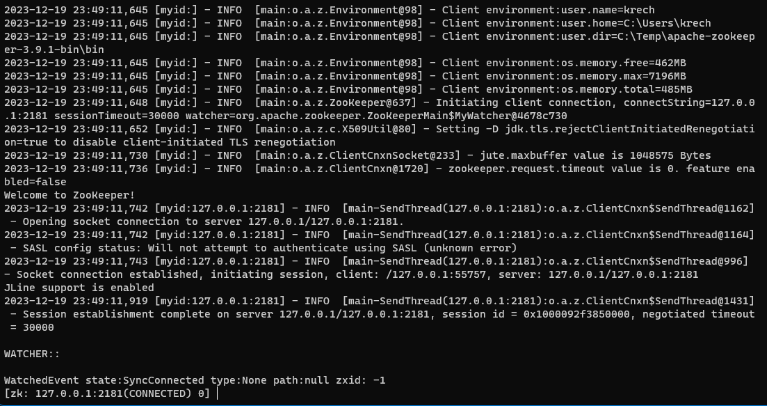 2023-12-19 23:49:11,645 [myid:] - INFO  [main:o.a.z.Environment@98] - Client environment:user.name=krech
2023-12-19 23:49:11,645 [myid:] - INFO  [main:o.a.z.Environment@98] - Client environment:user.home=C:\Users\krech
2023-12-19 23:49:11,645 [myid:] - INFO  [main:o.a.z.Environment@98] - Client environment:user.dir=C:\Temp\apache-zookeep
er-3.9.1-bin\bin
2023-12-19 23:49:11,645 [myid:] - INFO  [main:o.a.z.Environment@98] - Client environment:os.memory.free=462MB
2023-12-19 23:49:11,645 [myid:] - INFO  [main:o.a.z.Environment@98] - Client environment:os.memory.max=7196MB
2023-12-19 23:49:11,645 [myid:] - INFO  [main:o.a.z.Environment@98] - Client environment:os.memory.total=485MB
2023-12-19 23:49:11,648 [myid:] - INFO  [main:o.a.z.ZooKeeper@637] - Initiating client connection, connectString=127.0.0
.1:2181 sessionTimeout=30000 watcher=org.apache.zookeeper.ZooKeeperMain$MyWatcher@4678c730
2023-12-19 23:49:11,652 [myid:] - INFO  [main:o.a.z.c.X509Util@80] - Setting -D jdk.tls.rejectClientInitiatedRenegotiati
on=true to disable client-initiated TLS renegotiation
2023-12-19 23:49:11,730 [myid:] - INFO  [main:o.a.z.ClientCnxnSocket@233] - jute.maxbuffer value is 1048575 Bytes
2023-12-19 23:49:11,736 [myid:] - INFO  [main:o.a.z.ClientCnxn@1720] - zookeeper.request.timeout value is 0. feature ena
bled=false
Welcome to ZooKeeper!
2023-12-19 23:49:11,742 [myid:127.0.0.1:2181] - INFO  [main-SendThread(127.0.0.1:2181):o.a.z.ClientCnxn$SendThread@1162]
 - Opening socket connection to server 127.0.0.1/127.0.0.1:2181.
2023-12-19 23:49:11,742 [myid:127.0.0.1:2181] - INFO  [main-SendThread(127.0.0.1:2181):o.a.z.ClientCnxn$SendThread@1164]
 - SASL config status: Will not attempt to authenticate using SASL (unknown error)
2023-12-19 23:49:11,743 [myid:127.0.0.1:2181] - INFO  [main-SendThread(127.0.0.1:2181):o.a.z.ClientCnxn$SendThread@996]
- Socket connection established, initiating session, client: /127.0.0.1:55757, server: 127.0.0.1/127.0.0.1:2181
JLine support is enabled
2023-12-19 23:49:11,919 [myid:127.0.0.1:2181] - INFO  [main-SendThread(127.0.0.1:2181):o.a.z.ClientCnxn$SendThread@1431]
 - Session establishment complete on server 127.0.0.1/127.0.0.1:2181, session id = 0x1000092f3850000, negotiated timeout
 = 30000
WATCHER::
WatchedEvent state:SyncConnected type:None path:null zxid: -1
[zk: 127.0.0.1:2181(CONNECTED) 0]